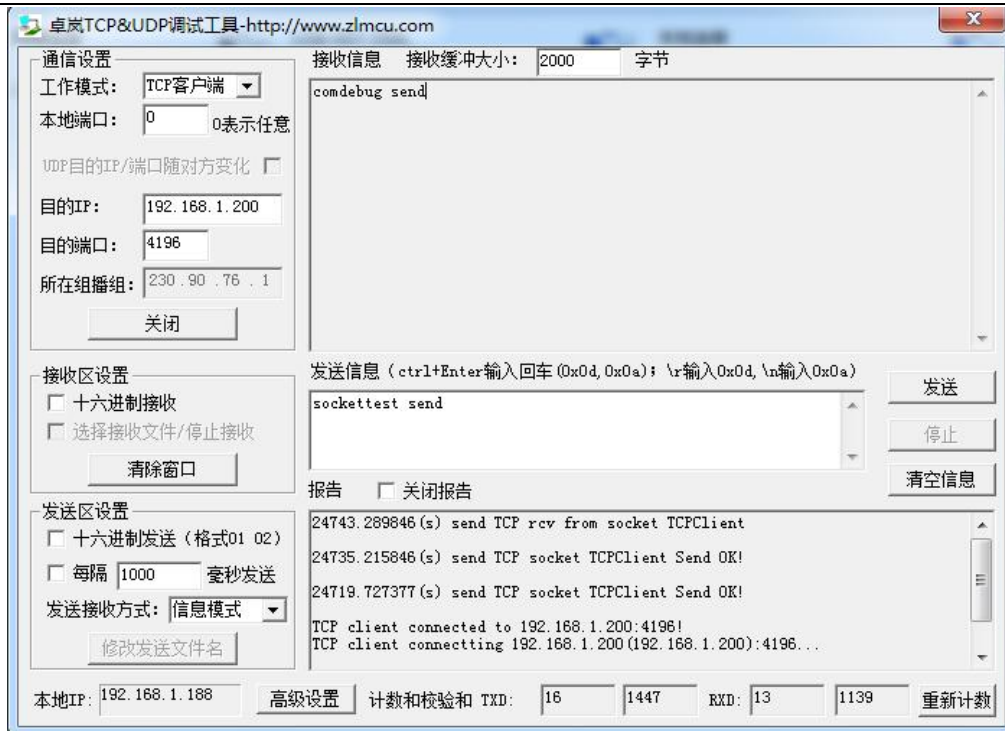 卓岚TCP&UDP调试工具-http://www.zlmcu.com
通信设置
工作模式： TCP客户端
本地端口： 0 0表示任意
UDP目的IP/端口随对方变化
目的IP： 192.168.1.200
目的端口： 4196
所在组播组： 230 .90 .76 . 1
关闭
接收区设置
十六进制接收
选择接收文件/停止接收
清除窗口
发送区设置
十六进制发送（格式01 02）
每隔 1000 毫秒发送
发送接收方式： 信息模式
修改发送文件名
接收信息 接收缓冲大小： 2000 字节
comdebug send
发送信息（ctrl+Enter输入回车(0x0d,0x0a)；\r输入0x0d,\n输入0x0a）
sockettest send
发送
停止
清空信息
报告 关闭报告
24743.289846(s) send TCP rcv from socket TCPClient
24735.215846(s) send TCP socket TCPClient Send OK!
24719.727377(s) send TCP socket TCPClient Send OK!
TCP client connected to 192.168.1.200:4196!
TCP client connectting 192.168.1.200(192.168.1.200):4196...
本地IP: 192.168.1.188 高级设置 计数和校验和 TXD: 16 1447 RXD: 13 1139 重新计数